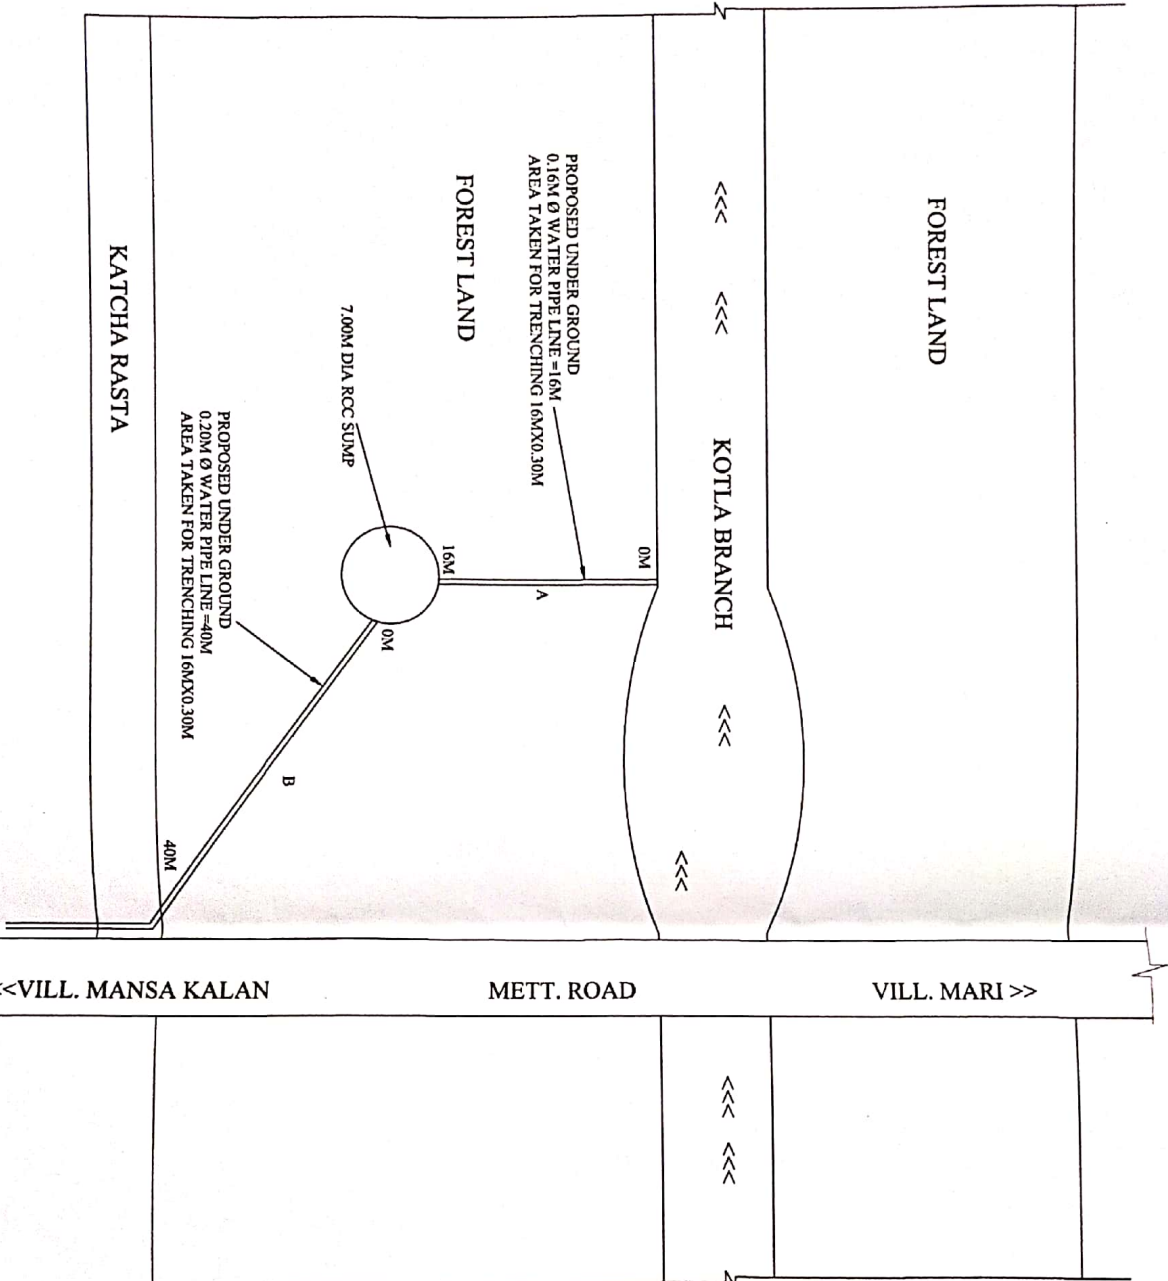 FOREST LAND
<<<
<<<
KOTLA BRANCH
<<<
<<<
PROPOSED UNDER GROUND
0.16M Ø WATER PIPE LINE =16M
AREA TAKEN FOR TRENCHING 16MX0.30M
0M
A
16M
FOREST LAND
7.00M DIA RCC SUMP
0M
B
PROPOSED UNDER GROUND
0.20M Ø WATER PIPE LINE =40M
AREA TAKEN FOR TRENCHING 16MX0.30M
40M
KATCHA RASTA
<<VILL. MANSA KALAN
METT. ROAD
VILL. MARI >>
<<<
<<<